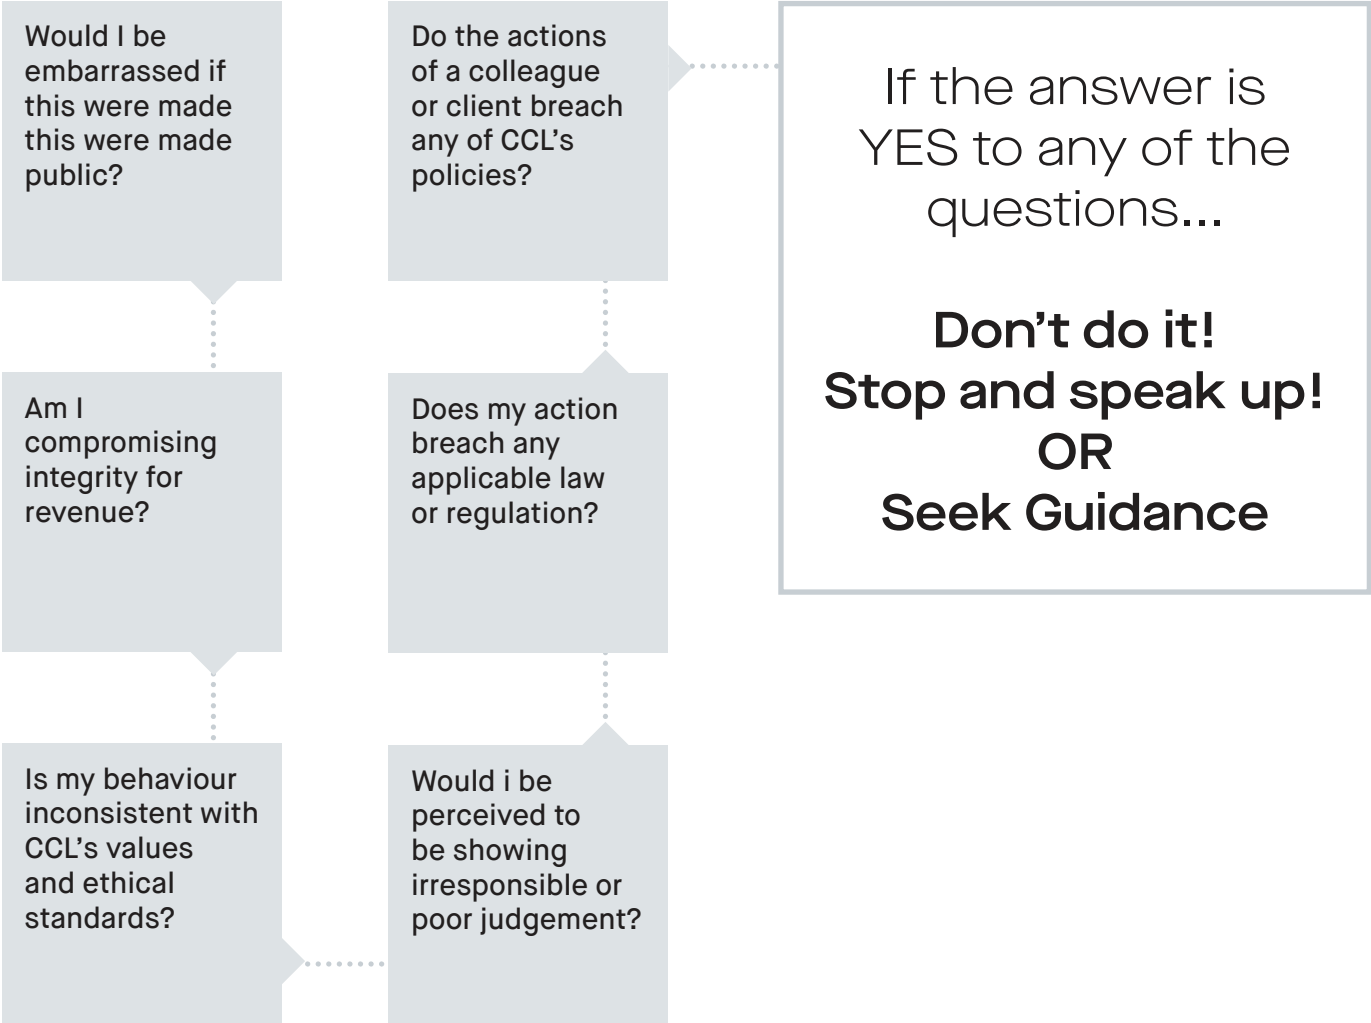 Would I be
embarrassed if
this were made
this were made
public?
Am I
compromising
integrity for
revenue?
Is my behaviour
inconsistent with
CCL’s values
and ethical
standards?
Would i be
perceived to
be showing
irresponsible or
poor judgement?
Does my action
breach any
applicable law
or regulation?
Do the actions
of a colleague
or client breach
any of CCL’s
policies?
If the answer is
YES to any of the
questions...
Don’t do it!
Stop and speak up!
OR
Seek Guidance